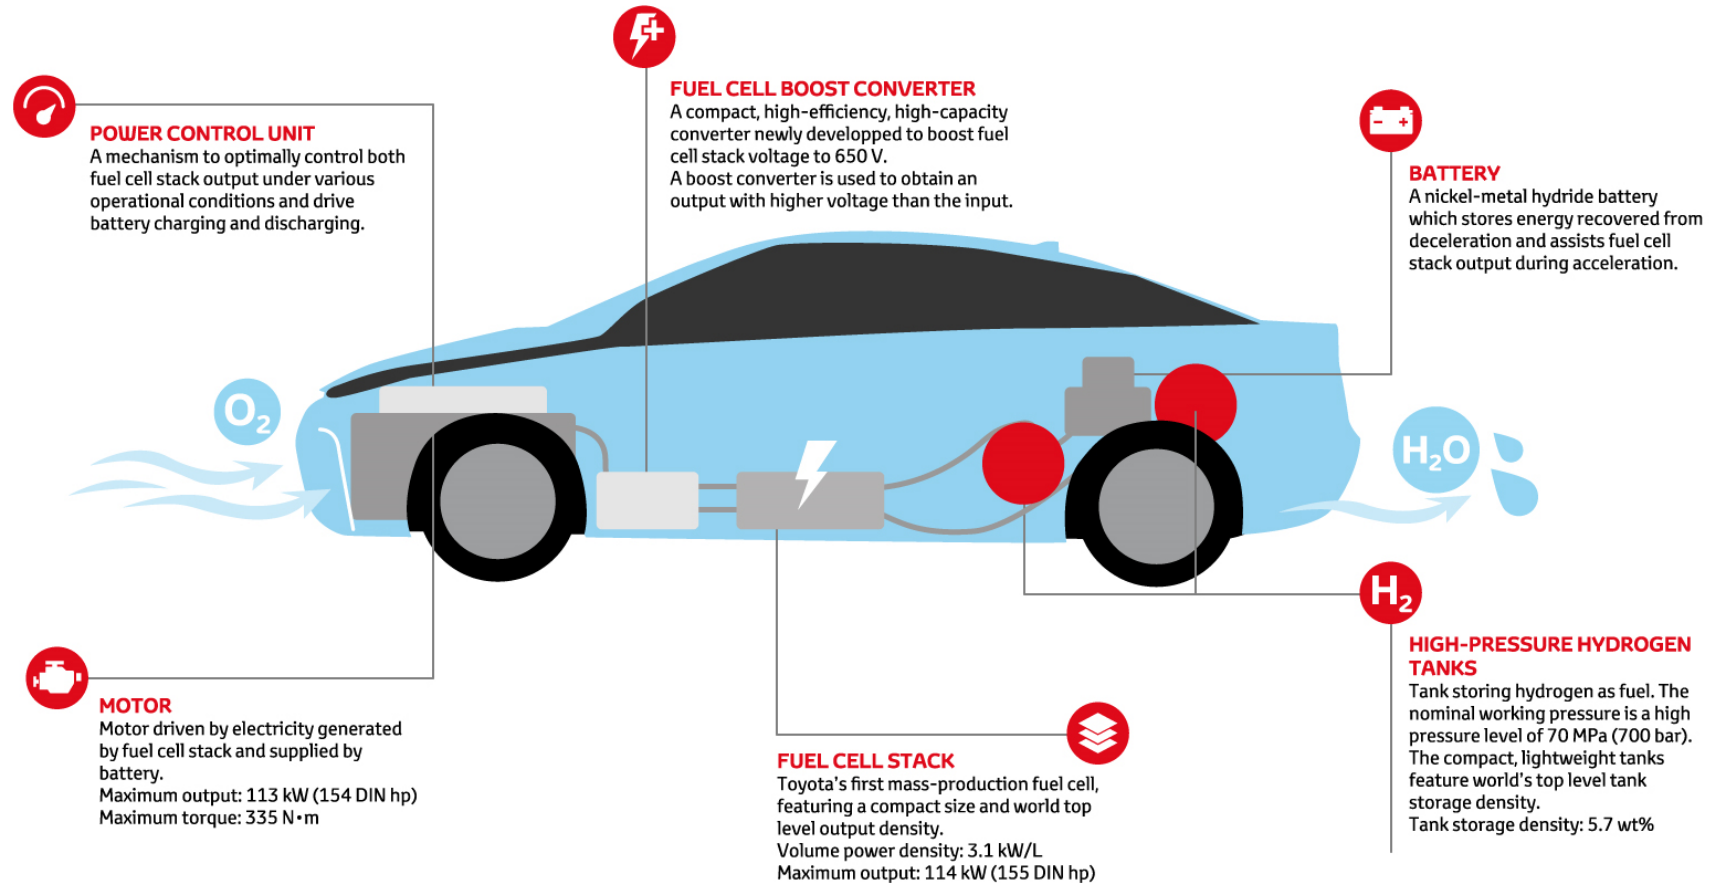 POWER CONTROL UNIT
A mechanism to optimally control both
fuel cell stack output under various
operational conditions and drive
battery charging and discharging.
FUEL CELL BOOST CONVERTER
A compact, high-efficiency, high-capacity
converter newly developped to boost fuel
cell stack voltage to 650 V.
A boost converter is used to obtain an
output with higher voltage than the input.
BATTERY
A nickel-metal hydride battery
which stores energy recovered from
deceleration and assists fuel cell
stack output during acceleration.
O₂
H₂O
MOTOR
Motor driven by electricity generated
by fuel cell stack and supplied by
battery.
Maximum output: 113 kW (154 DIN hp)
Maximum torque: 335 N•m
FUEL CELL STACK
Toyota's first mass-production fuel cell,
featuring a compact size and world top
level output density.
Volume power density: 3.1 kW/L
Maximum output: 114 kW (155 DIN hp)
H₂
HIGH-PRESSURE HYDROGEN
TANKS
Tank storing hydrogen as fuel. The
nominal working pressure is a high
pressure level of 70 MPa (700 bar).
The compact, lightweight tanks
feature world's top level tank
storage density.
Tank storage density: 5.7 wt%